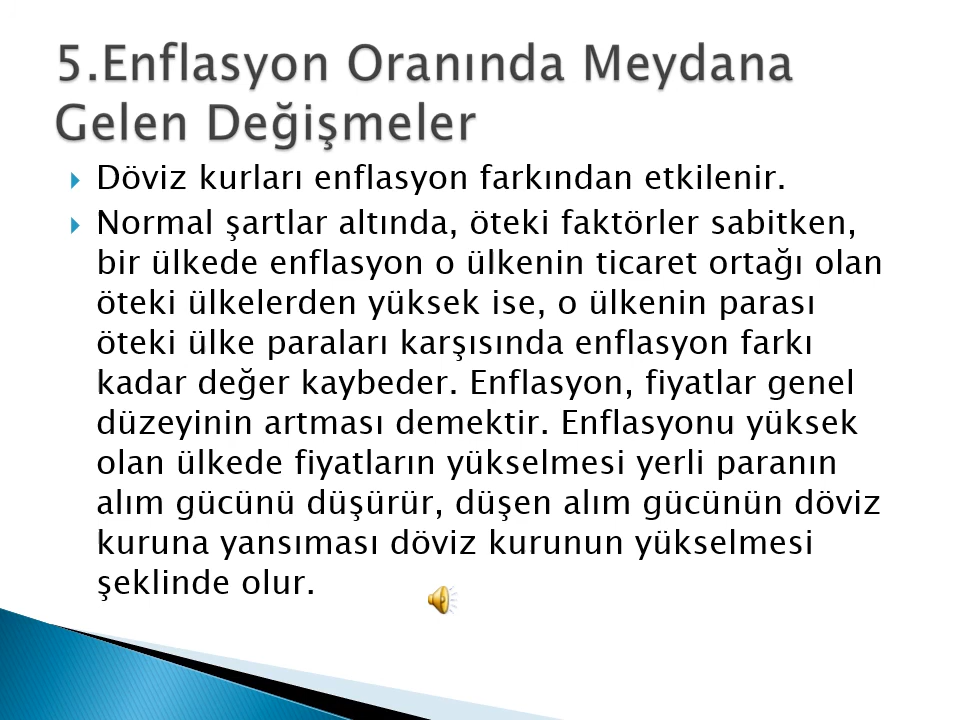 5.Enflasyon Oranında Meydana
Gelen Değişmeler
Döviz kurları enflasyon farkından etkilenir.
Normal şartlar altında, öteki faktörler sabitken,
bir ülkede enflasyon o ülkenin ticaret ortağı olan
öteki ülkelerden yüksek ise, o ülkenin parası
öteki ülke paraları karşısında enflasyon farkı
kadar değer kaybeder. Enflasyon, fiyatlar genel
düzeyinin artması demektir. Enflasyonu yüksek
olan ülkede fiyatların yükselmesi yerli paranın
alım gücünü düşürür, düşen alım gücünün döviz
kuruna yansıması döviz kurunun yükselmesi
şeklinde olur.